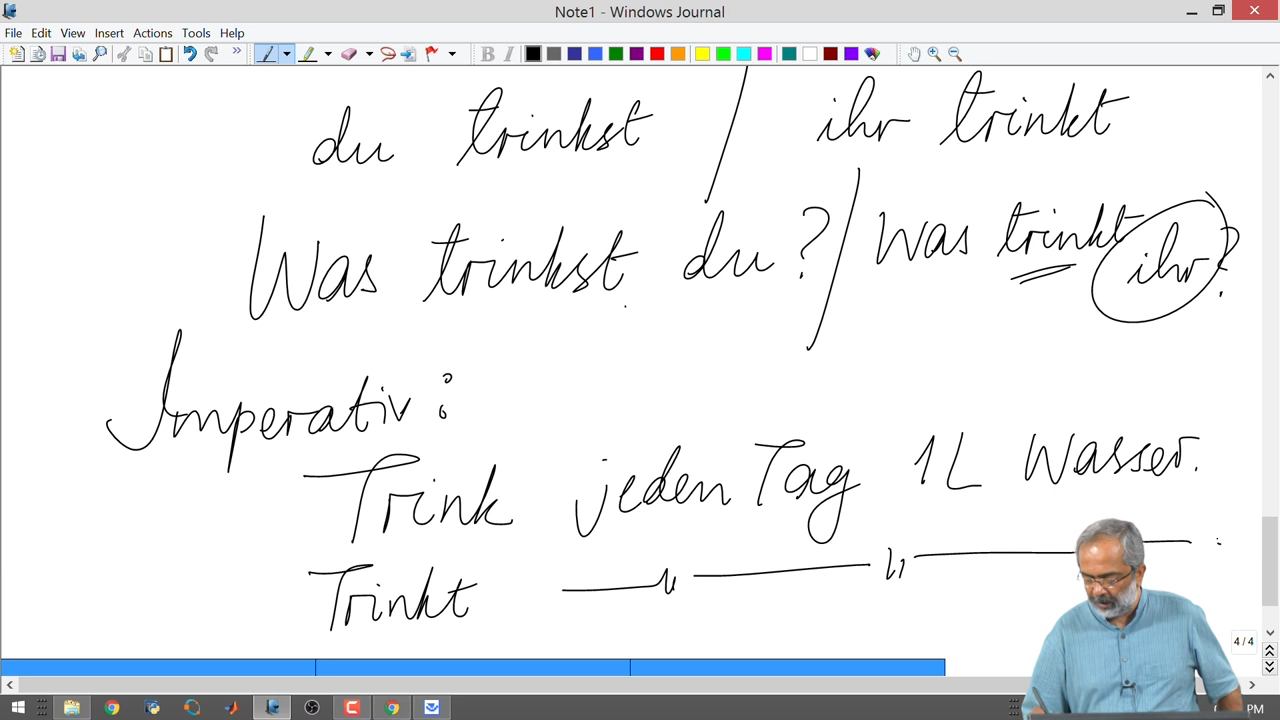 Note1 - Windows Journal
File Edit View Insert Actions Tools Help
du trinkst / ihr trinkt
Was trinkst du? / Was trinkt ihr?
Imperativ:
Trink jeden Tag 1L Wasser.
Trinkt — " — " —
4 / 4
PM